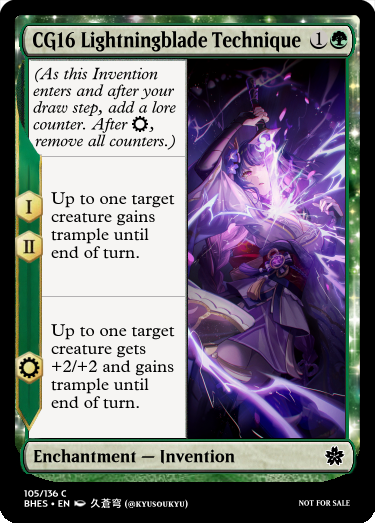 CG16 Lightningblade Technique 1
(As this Invention
enters and after your
draw step, add a lore
counter. After ,
remove all counters.)
I
II
Up to one target
creature gains
trample until
end of turn.
Up to one target
creature gets
+2/+2 and gains
trample until
end of turn.
Enchantment — Invention
105/136 C
BHES • EN 久蒼穹 (@KYUSOUKYU)
NOT FOR SALE